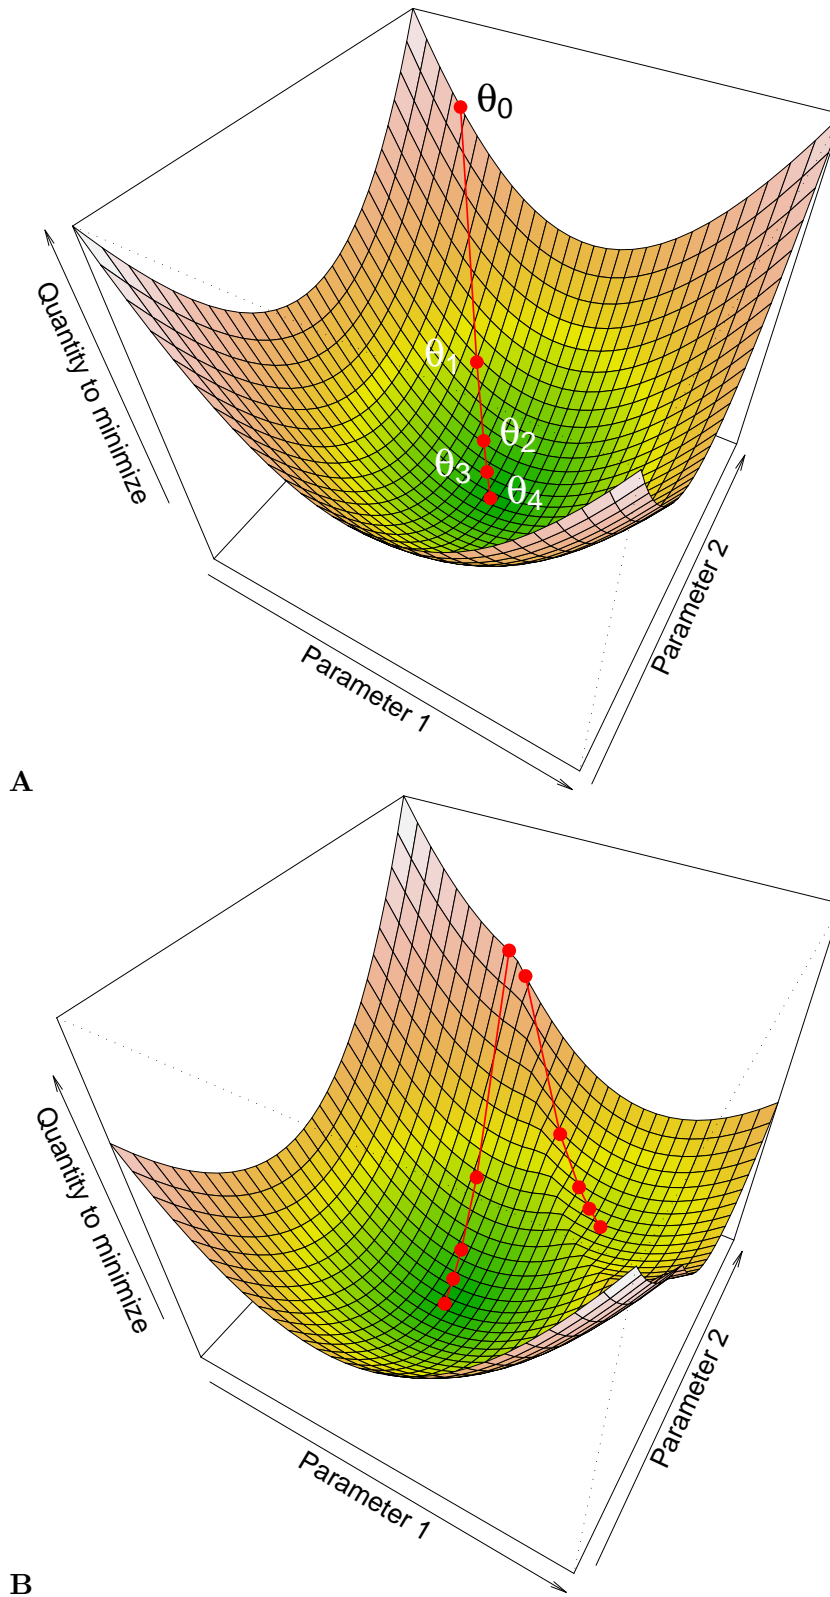 θ0
θ1
θ2
θ3
θ4
Quantity to minimize
Parameter 1
Parameter 2
A
Quantity to minimize
Parameter 1
Parameter 2
B